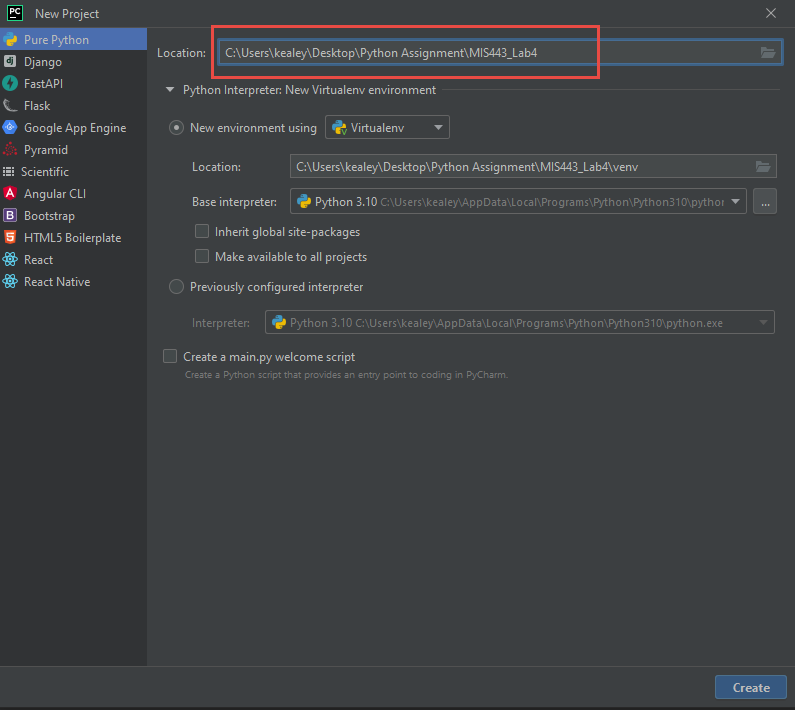 PC New Project
Pure Python
dj Django
FastAPI
Flask
Google App Engine
Pyramid
Scientific
A Angular CLI
B Bootstrap
5 HTML5 Boilerplate
React
React Native
Location: C:\Users\kealey\Desktop\Python Assignment\MIS443_Lab4
Python Interpreter: New Virtualenv environment
New environment using Virtualenv
Location: C:\Users\kealey\Desktop\Python Assignment\MIS443_Lab4\venv
Base interpreter: Python 3.10 C:\Users\kealey\AppData\Local\Programs\Python\Python310\python ...
Inherit global site-packages
Make available to all projects
Previously configured interpreter
Interpreter: Python 3.10 C:\Users\kealey\AppData\Local\Programs\Python\Python310\python.exe
Create a main.py welcome script
Create a Python script that provides an entry point to coding in PyCharm.
Create